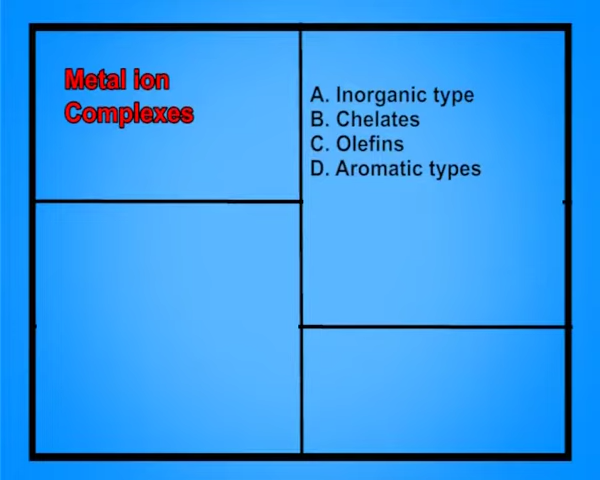 Metal ion
Complexes
A. Inorganic type
B. Chelates
C. Olefins
D. Aromatic types